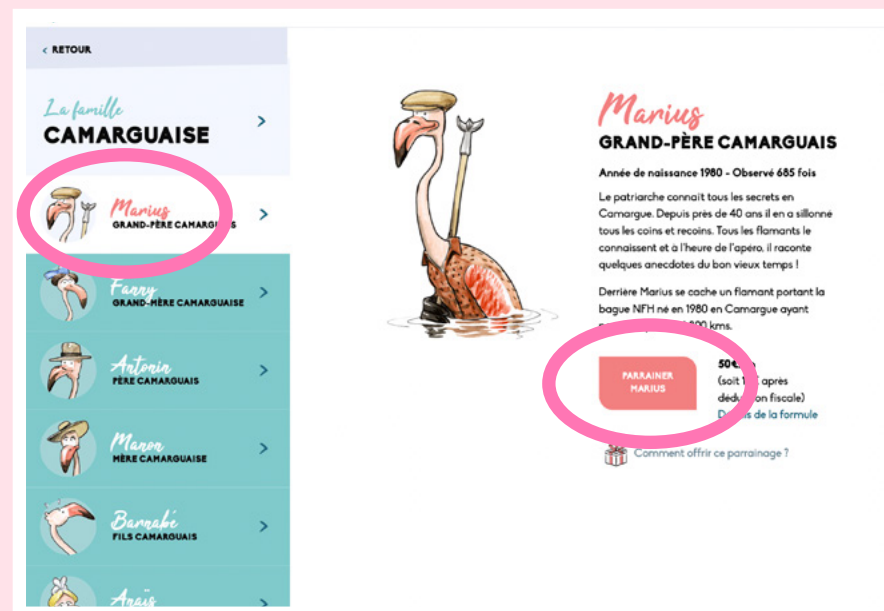 < RETOUR
La famille
CAMARGUAISE
Marius
GRAND-PÈRE CAMARGUAIS
Fanny
GRAND-MÈRE CAMARGUAISE
Antonin
PÈRE CAMARGUAIS
Manon
MÈRE CAMARGUAISE
Barnabé
FILS CAMARGUAIS
Anaïs
Marius
GRAND-PÈRE CAMARGUAIS
Année de naissance 1980 - Observé 685 fois
Le patriarche connait tous les secrets en
Camargue. Depuis près de 40 ans il en a sillonné
tous les coins et recoins. Tous les flamants le
connaissent et à l'heure de l'apéro, il raconte
quelques anecdotes du bon vieux temps !
Derrière Marius se cache un flamant portant la
bague NFH né en 1980 en Camargue ayant
kms.
PARRAINER
MARIUS
50€
(soit après
fiscale)
de la formule
Comment offrir ce parrainage ?